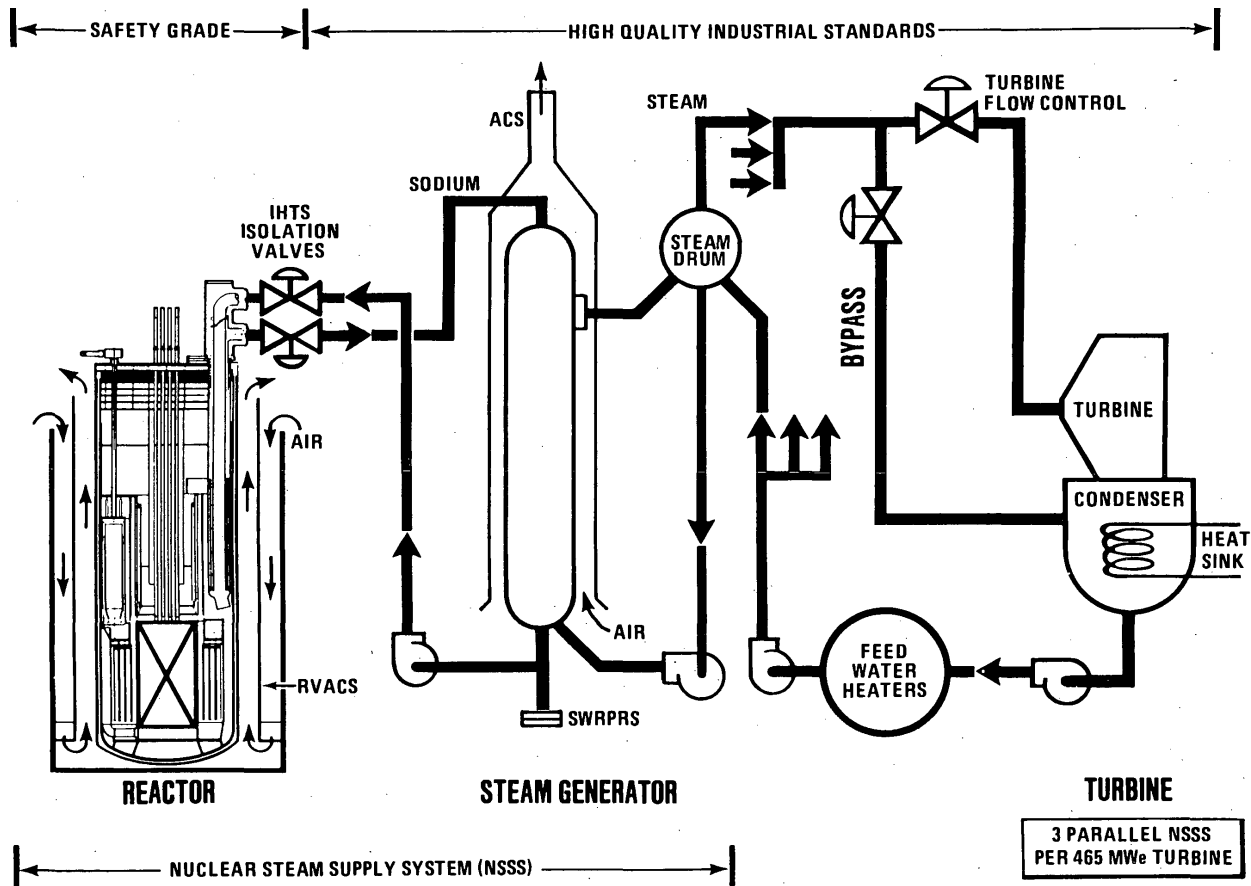 SAFETY GRADE
HIGH QUALITY INDUSTRIAL STANDARDS
TURBINE
FLOW CONTROL
STEAM
ACS
SODIUM
IHTS
ISOLATION
VALVES
STEAM
DRUM
BYPASS
TURBINE
AIR
CONDENSER
HEAT
SINK
AIR
FEED
WATER
HEATERS
RVACS
SWRPRS
REACTOR
STEAM GENERATOR
TURBINE
3 PARALLEL NSSS
PER 465 MWe TURBINE
NUCLEAR STEAM SUPPLY SYSTEM (NSSS)